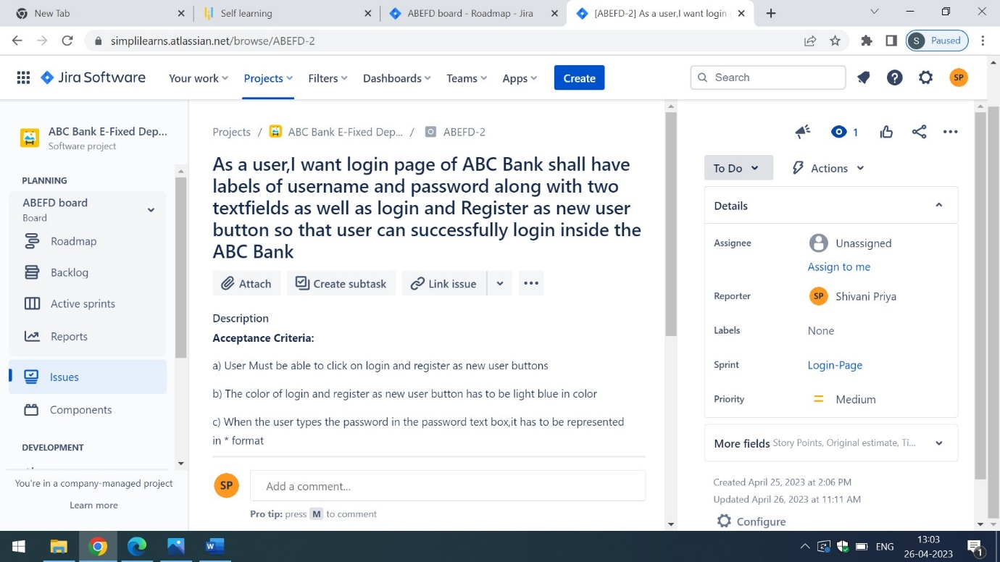 New Tab
Self learning
ABEFD board - Roadmap - Jira
[ABEFD-2] As a user,I want login
simplilearns.atlassian.net/browse/ABEFD-2
S Paused
Jira Software Your work Projects Filters Dashboards Teams Apps Create Search SP
ABC Bank E-Fixed Dep...
Software project
PLANNING
ABEFD board
Board
Roadmap
Backlog
Active sprints
Reports
Issues
Components
DEVELOPMENT
You're in a company-managed project
Learn more
Projects / ABC Bank E-Fixed Dep... / ABEFD-2
As a user,I want login page of ABC Bank shall have
labels of username and password along with two
textfields as well as login and Register as new user
button so that user can successfully login inside the
ABC Bank
Attach Create subtask Link issue
Description
Acceptance Criteria:
a) User Must be able to click on login and register as new user buttons
b) The color of login and register as new user button has to be light blue in color
c) When the user types the password in the password text box,it has to be represented
in * format
SP Add a comment...
Pro tip: press M to comment
1
To Do Actions
Details
Assignee Unassigned
Assign to me
Reporter SP Shivani Priya
Labels None
Sprint Login-Page
Priority Medium
More fields Story Points, Original estimate, Ti...
Created April 25, 2023 at 2:06 PM
Updated April 26, 2023 at 11:11 AM
Configure
W
ENG
13:03
26-04-2023
1